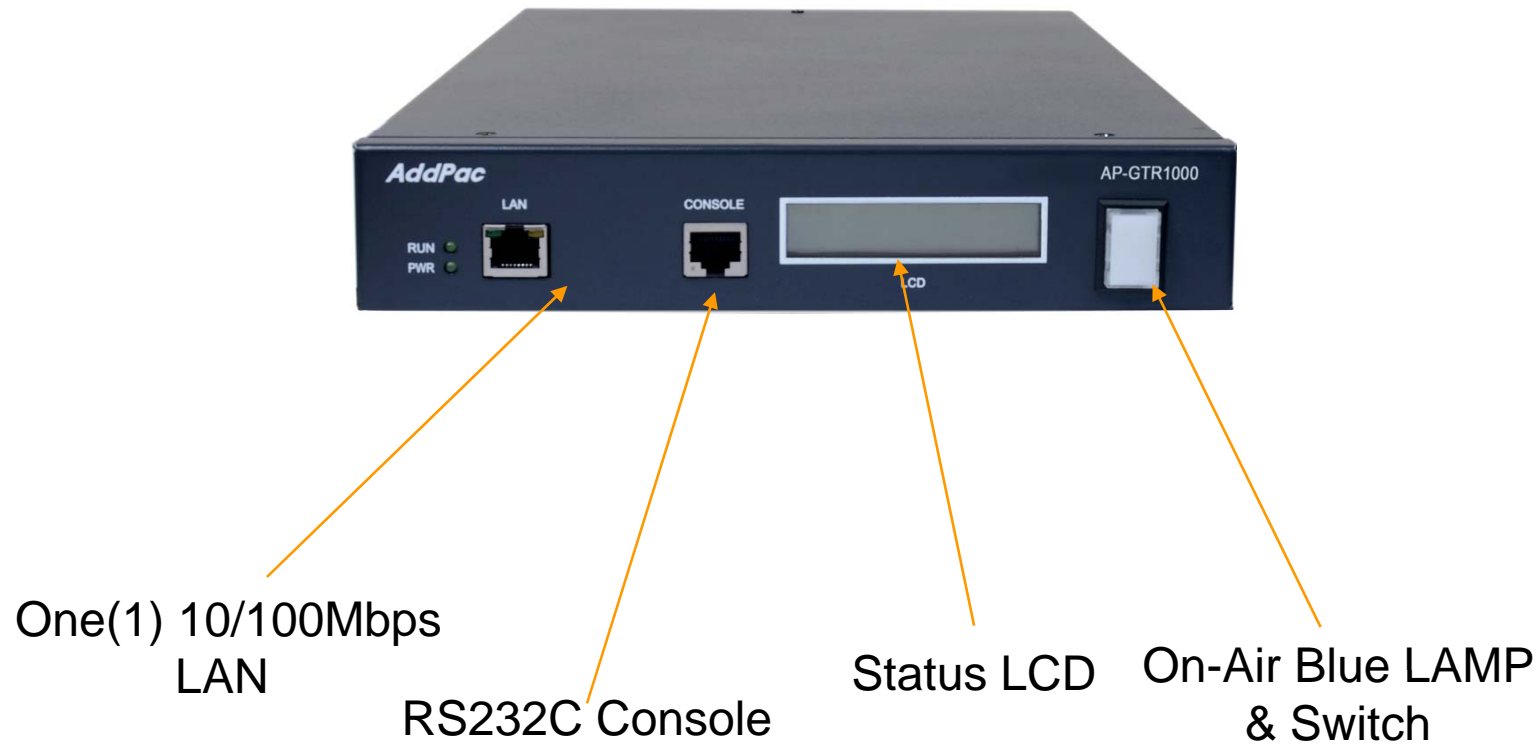 AddPac
AP-GTR1000
LAN
CONSOLE
RUN
PWR
LCD
One(1) 10/100Mbps
LAN
RS232C Console
Status LCD
On-Air Blue LAMP
& Switch